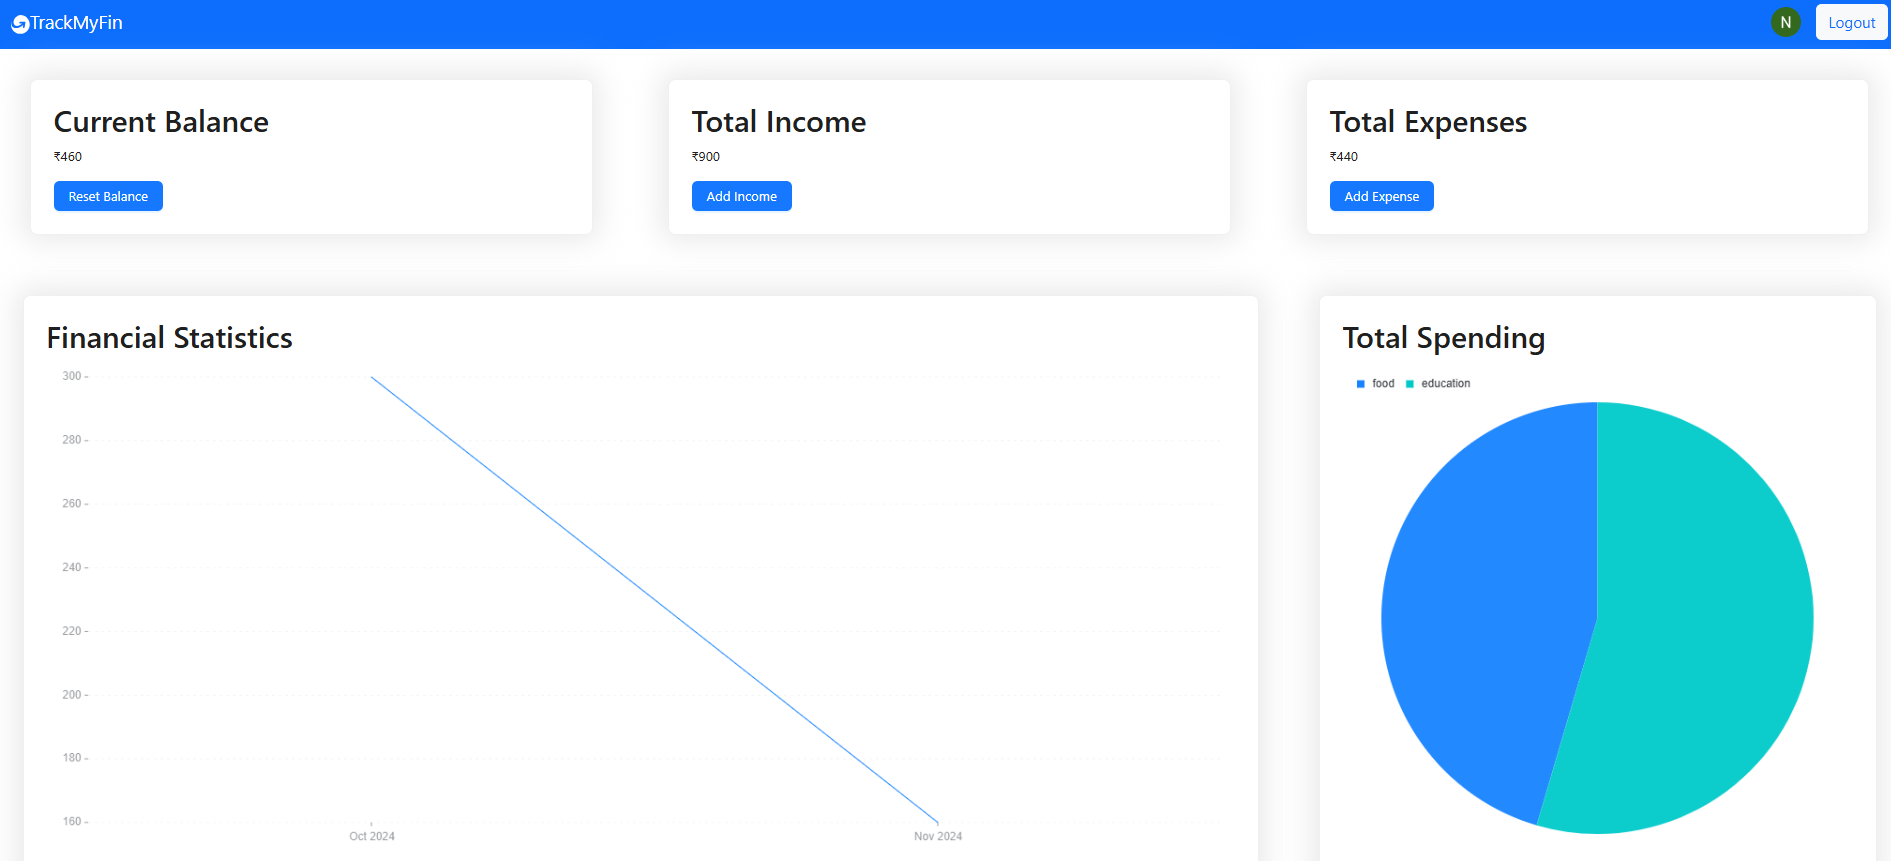 TrackMyFin
N
Logout
Current Balance
₹460
Reset Balance
Total Income
₹900
Add Income
Total Expenses
₹440
Add Expense
Financial Statistics
300
280
260
240
220
200
180
160
Oct 2024
Nov 2024
Total Spending
food
education